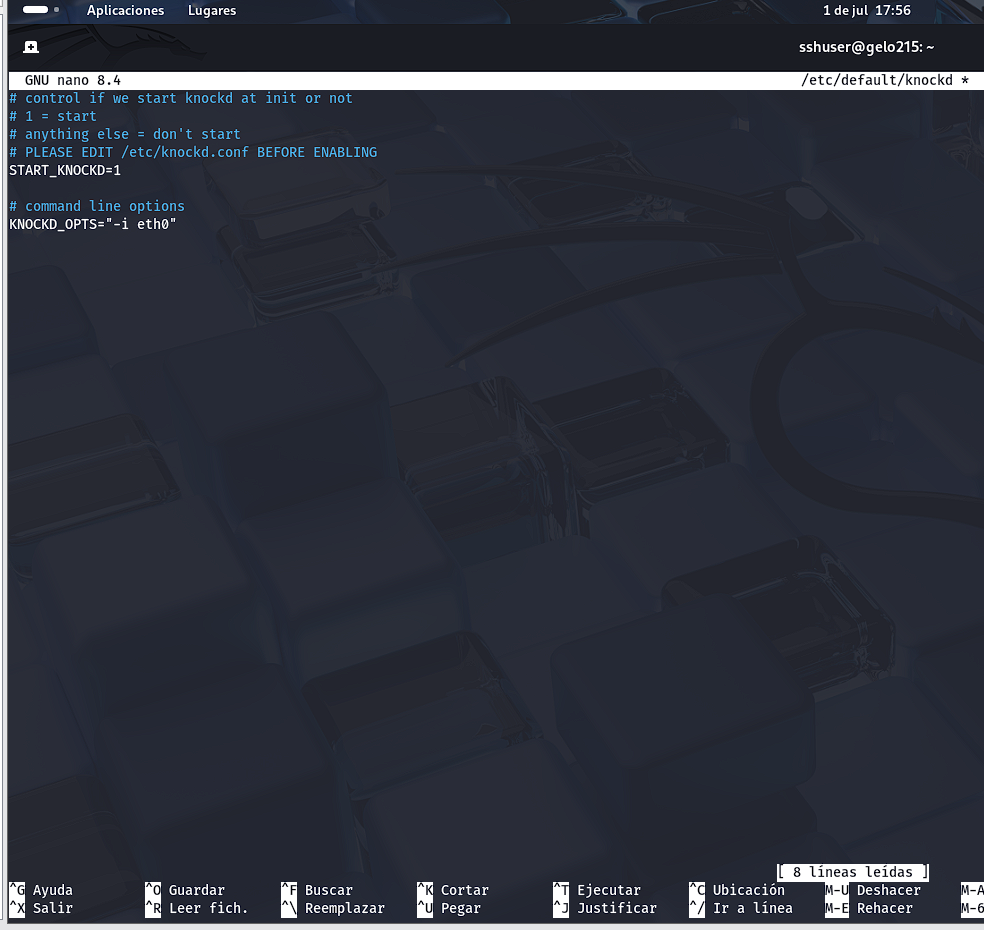 Aplicaciones Lugares 1 de jul 17:56
sshuser@gelo215: ~
GNU nano 8.4 /etc/default/knockd *
# control if we start knockd at init or not
# 1 = start
# anything else = don't start
# PLEASE EDIT /etc/knockd.conf BEFORE ENABLING
START_KNOCKD=1
# command line options
KNOCKD_OPTS="-i eth0"
[ 8 líneas leídas ]
^G Ayuda ^O Guardar ^F Buscar ^K Cortar ^T Ejecutar ^C Ubicación M-U Deshacer M-A
^X Salir ^R Leer fich. ^\ Reemplazar ^U Pegar ^J Justificar ^/ Ir a línea M-E Rehacer M-6